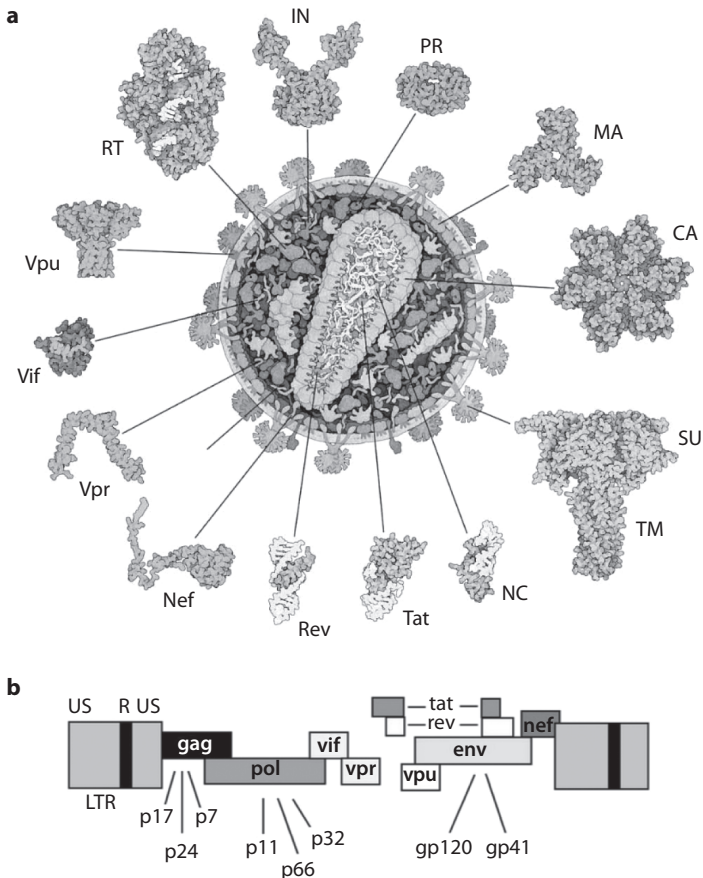 a
IN
PR
RT
MA
CA
Vpu
Vif
SU
Vpr
TM
Nef
NC
Rev
Tat
b
US R US
tat
rev
nef
gag
vif
env
pol
vpr
vpu
LTR
p17
p7
p24
p11
p32
p66
gp120
gp41